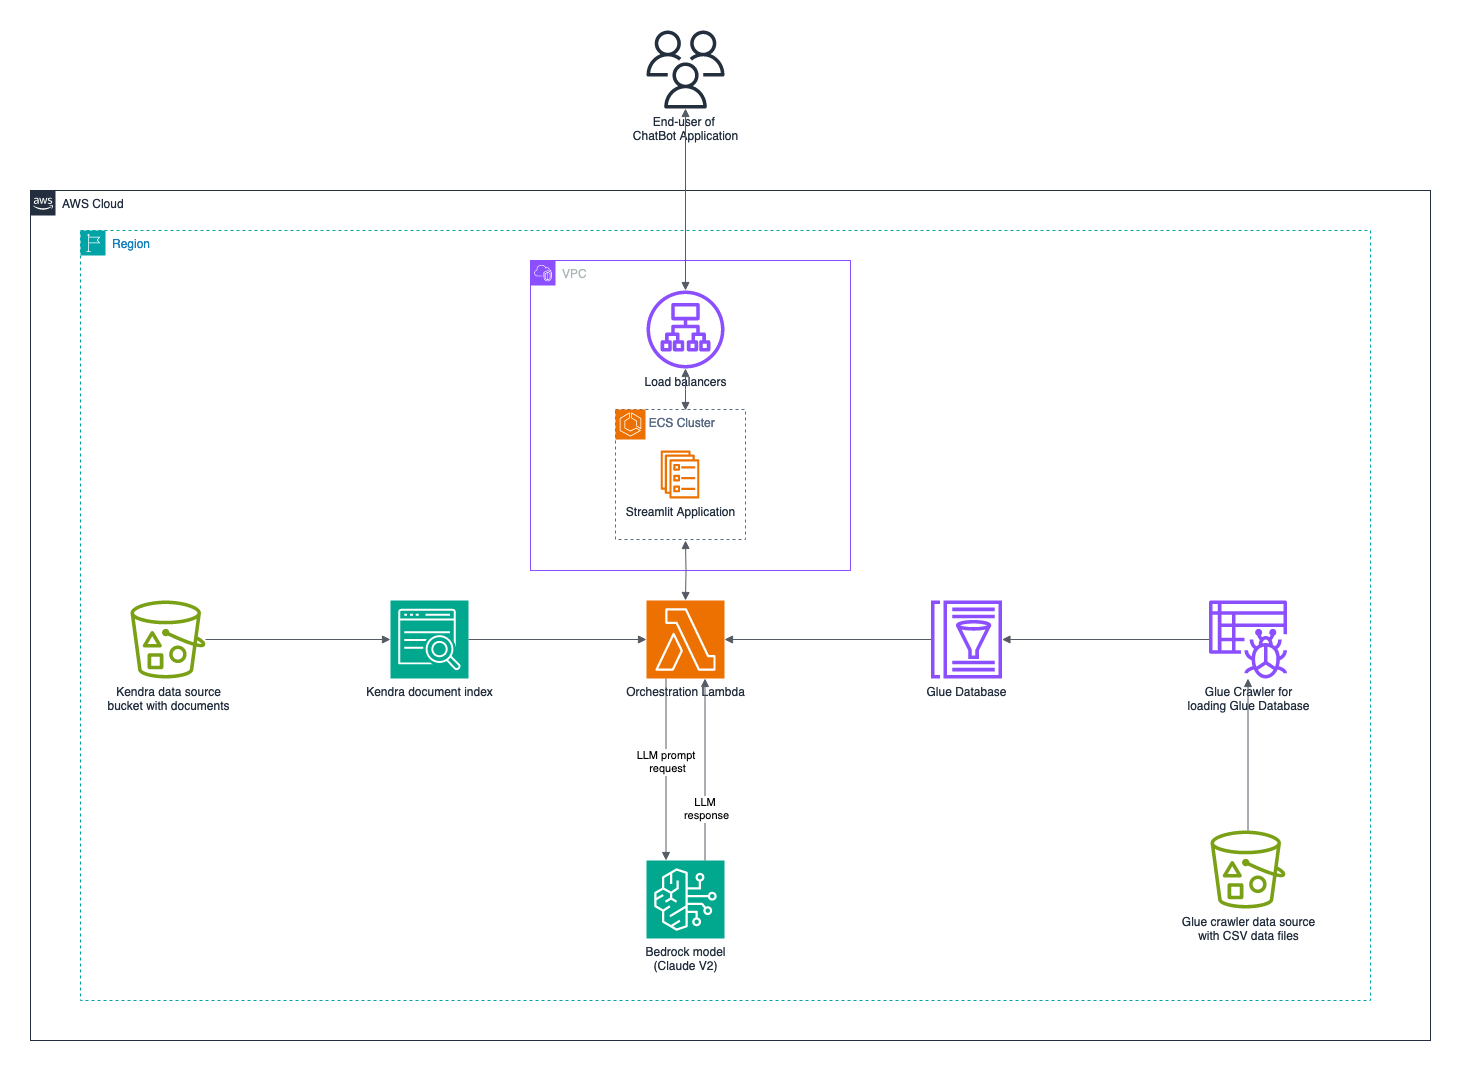 End-user of
ChatBot Application
aws
AWS Cloud
Region
VPC
Load balancers
ECS Cluster
Streamlit Application
Kendra data source
bucket with documents
Kendra document index
Orchestration Lambda
Glue Database
Glue Crawler for
loading Glue Database
LLM prompt
request
LLM
response
Bedrock model
(Claude V2)
Glue crawler data source
with CSV data files